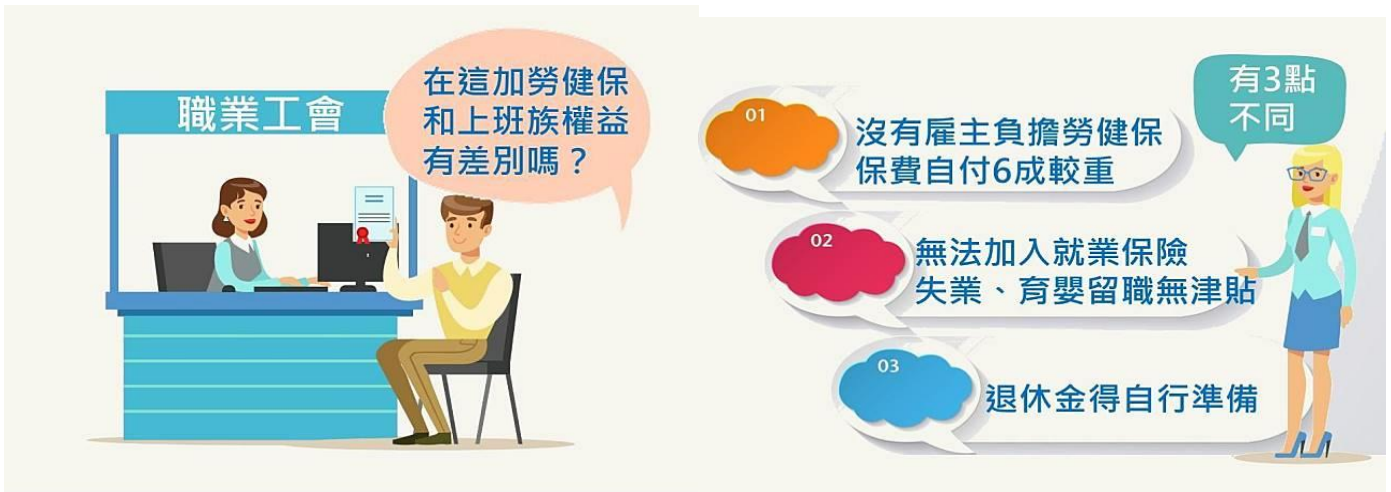 職業工會
在這加勞健保
和上班族權益
有差別嗎？
有3點
不同
01
沒有雇主負擔勞健保
保費自付6成較重
02
無法加入就業保險
失業、育嬰留職無津貼
03
退休金得自行準備